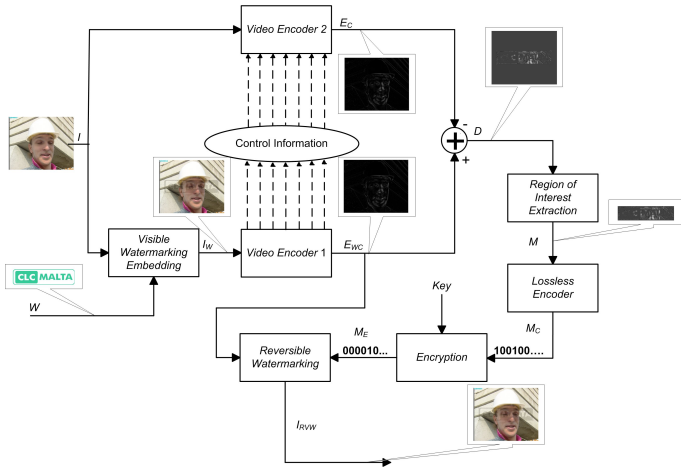 Video Encoder 2
E_C
I
-
D
+
Control Information
Region of
Interest
Extraction
Visible
Watermarking
Embedding
I_W
Video Encoder 1
E_WC
M
CLC MALTA
W
Lossless
Encoder
Key
M_E
M_C
000010...
100100....
Reversible
Watermarking
Encryption
I_RVW